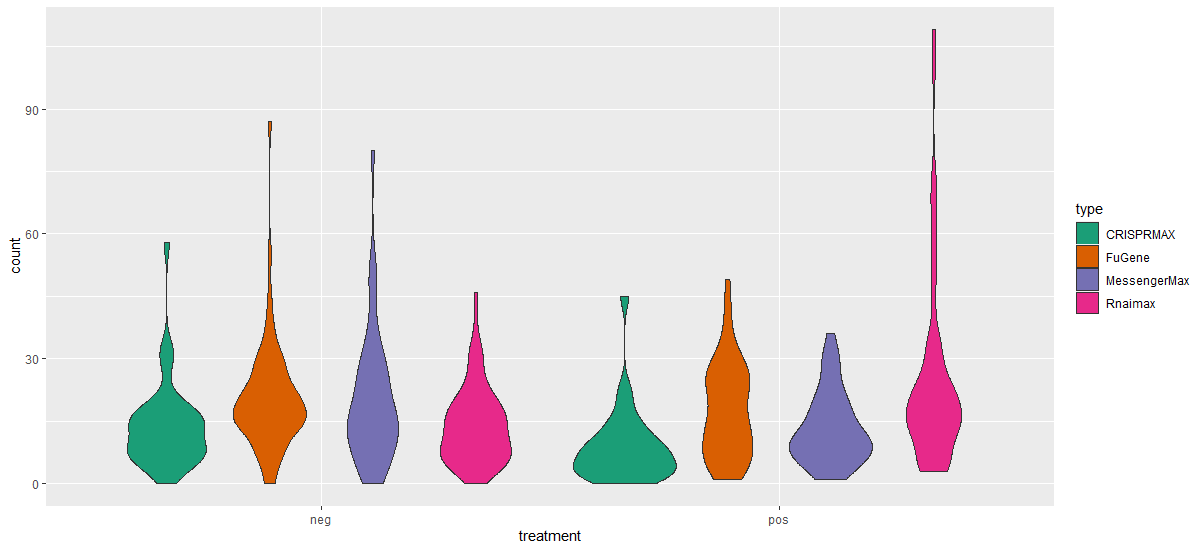 count
90
60
30
0
neg
pos
treatment
type
CRISPRMAX
FuGene
MessengerMax
Rnaimax